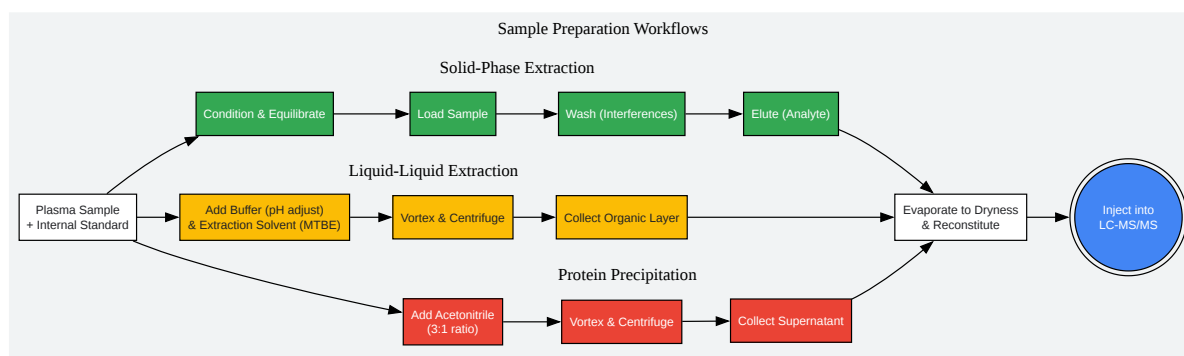 Sample Preparation Workflows
Solid-Phase Extraction
Condition & Equilibrate
Load Sample
Wash (Interferences)
Elute (Analyte)
Liquid-Liquid Extraction
Plasma Sample
+ Internal Standard
Add Buffer (pH adjust)
& Extraction Solvent (MTBE)
Vortex & Centrifuge
Collect Organic Layer
Evaporate to Dryness
& Reconstitute
Inject into
LC-MS/MS
Protein Precipitation
Add Acetonitrile
(3:1 ratio)
Vortex & Centrifuge
Collect Supernatant